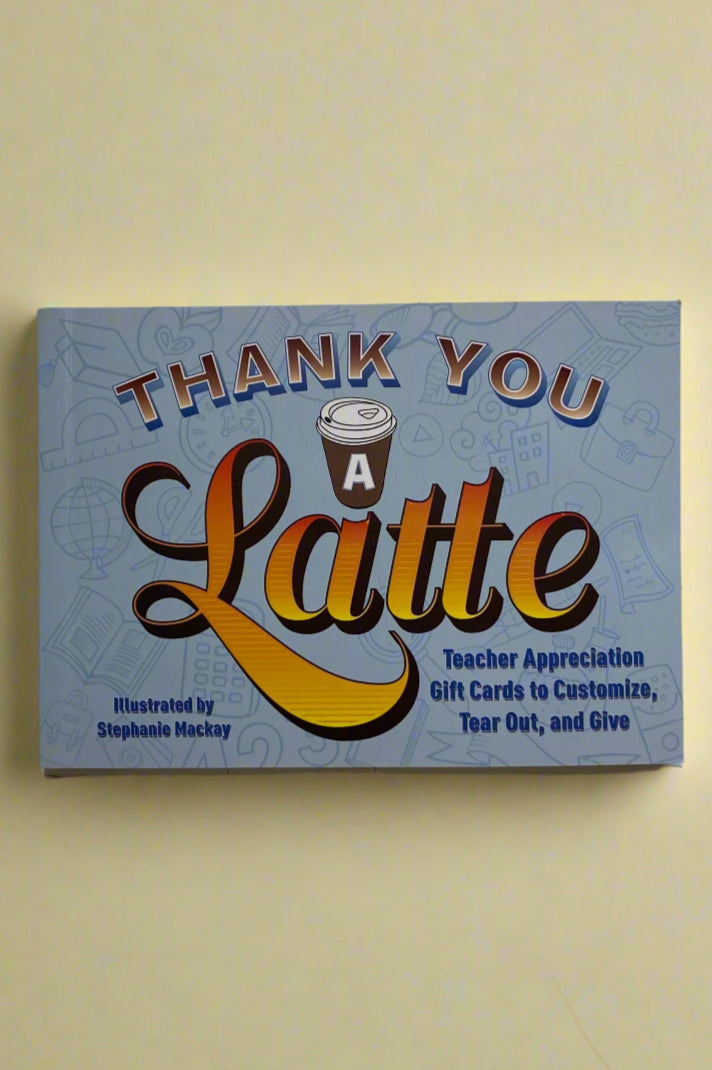 THANK YOU
A
Latte
Teacher Appreciation
Gift Cards to Customize,
Tear Out, and Give
Illustrated by
Stephanie Mackay